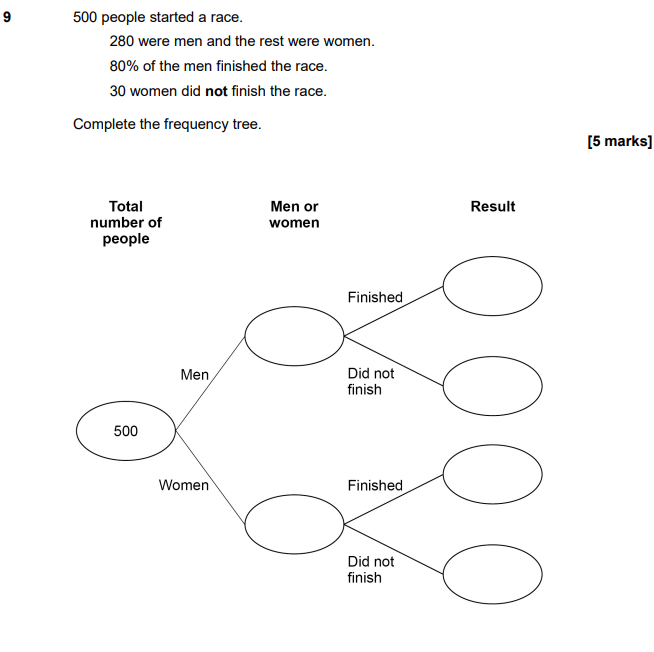 9 500 people started a race.
280 were men and the rest were women.
80% of the men finished the race.
30 women did not finish the race.
Complete the frequency tree.
[5 marks]
Total
number of
people
Men or
women
Result
Finished
Men
Did not
finish
500
Women
Finished
Did not
finish